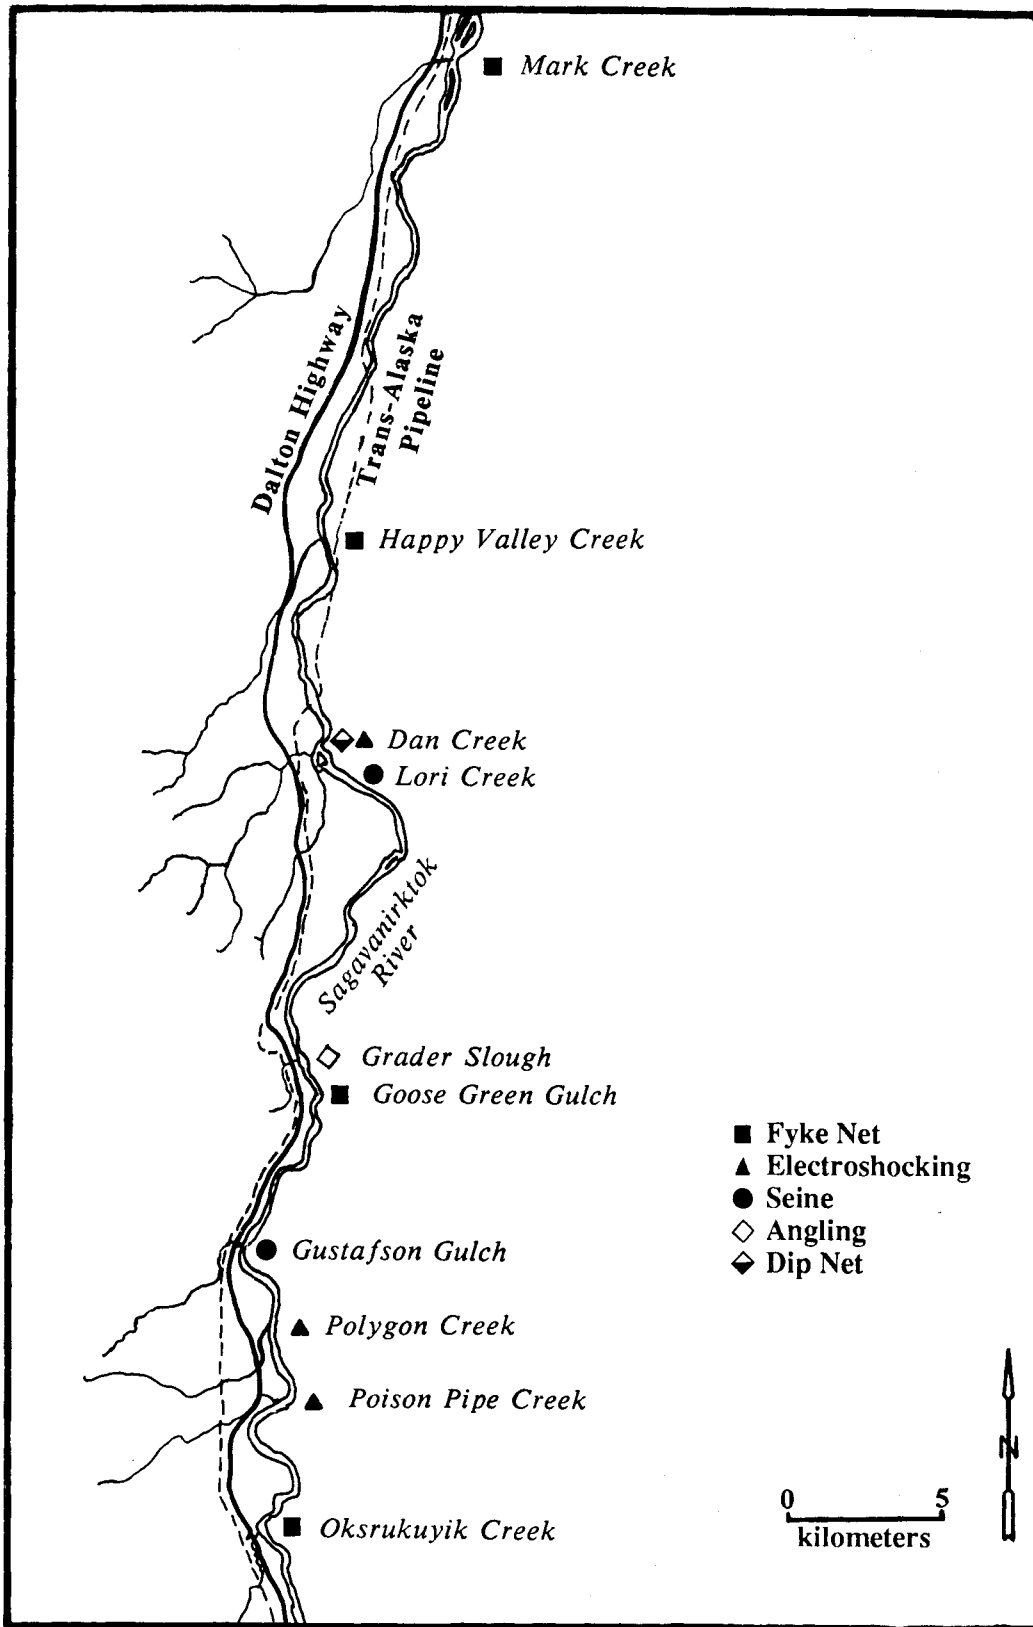 Mark Creek
Dalton Highway
Trans-Alaska
Pipeline
Happy Valley Creek
Dan Creek
Lori Creek
Sagavanirktok
River
Grader Slough
Goose Green Gulch
Fyke Net
Electroshocking
Seine
Angling
Dip Net
Gustafson Gulch
Polygon Creek
Poison Pipe Creek
N
0 5
kilometers
Oksrukuyik Creek